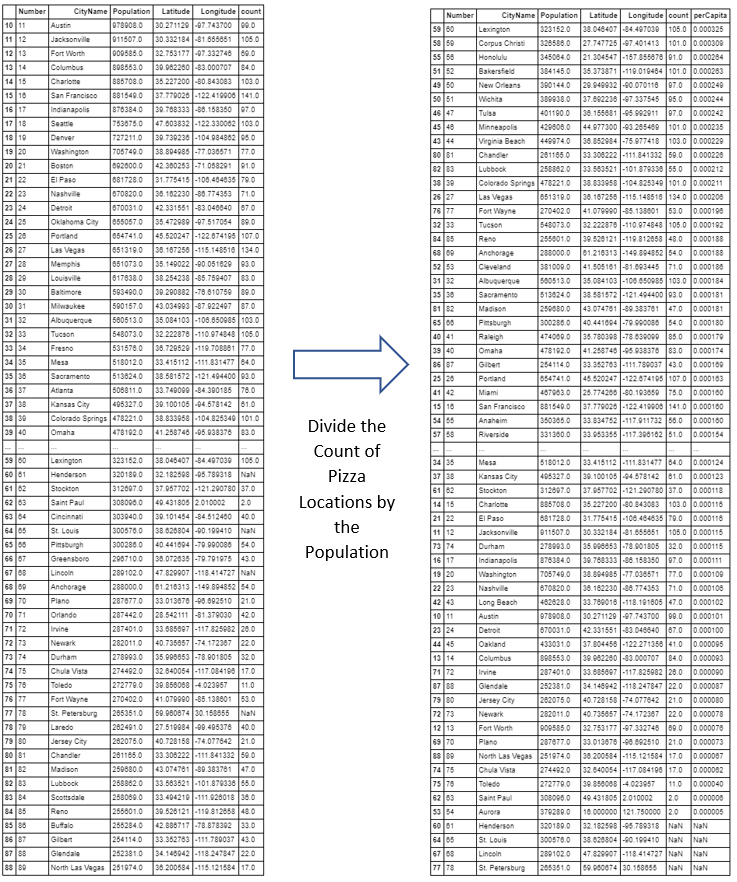 Number CityName Population Latitude Longitude count
10 11 Austin 978908.0 30.271129 -97.743700 99.0
11 12 Jacksonville 911507.0 30.332184 -81.655651 105.0
12 13 Fort Worth 909585.0 32.753177 -97.332746 69.0
13 14 Columbus 898553.0 39.962260 -83.000707 84.0
14 15 Charlotte 885708.0 35.227200 -80.843083 103.0
15 16 San Francisco 881549.0 37.779026 -122.419906 141.0
16 17 Indianapolis 876384.0 39.768333 -86.158350 97.0
17 18 Seattle 753675.0 47.603832 -122.330062 103.0
18 19 Denver 727211.0 39.739236 -104.984862 95.0
19 20 Washington 705749.0 38.894985 -77.036571 77.0
20 21 Boston 692600.0 42.360253 -71.058291 91.0
21 22 El Paso 681728.0 31.775415 -106.464635 79.0
22 23 Nashville 670820.0 36.162230 -86.774353 71.0
23 24 Detroit 670031.0 42.331551 -83.046640 67.0
24 25 Oklahoma City 655057.0 35.472989 -97.517054 89.0
25 26 Portland 654741.0 45.520247 -122.674195 107.0
26 27 Las Vegas 651319.0 36.167256 -115.148516 134.0
27 28 Memphis 651073.0 35.149022 -90.051629 93.0
28 29 Louisville 617638.0 38.254238 -85.759407 83.0
29 30 Baltimore 593490.0 39.290882 -76.610759 89.0
30 31 Milwaukee 590157.0 43.034993 -87.922497 87.0
31 32 Albuquerque 560513.0 35.084103 -106.650985 103.0
32 33 Tucson 548073.0 32.222876 -110.974848 105.0
33 34 Fresno 531576.0 36.729529 -119.708861 77.0
34 35 Mesa 518012.0 33.415112 -111.831477 64.0
35 36 Sacramento 513624.0 38.581572 -121.494400 93.0
36 37 Atlanta 506811.0 33.749099 -84.390185 76.0
37 38 Kansas City 495327.0 39.100105 -94.578142 61.0
38 39 Colorado Springs 478221.0 38.833958 -104.825349 101.0
39 40 Omaha 478192.0 41.258746 -95.938376 83.0
... ... ... ... ... ... ...
59 60 Lexington 323152.0 38.046407 -84.497039 105.0
60 61 Henderson 320189.0 32.182598 -95.789318 NaN
61 62 Stockton 312697.0 37.957702 -121.290780 37.0
62 63 Saint Paul 308096.0 49.431805 2.010002 2.0
63 64 Cincinnati 303940.0 39.101454 -84.512460 40.0
64 65 St. Louis 300576.0 38.626804 -90.199410 NaN
65 66 Pittsburgh 300286.0 40.441694 -79.990086 54.0
66 67 Greensboro 296710.0 36.072635 -79.791975 43.0
67 68 Lincoln 289102.0 47.829907 -118.414727 NaN
68 69 Anchorage 288000.0 61.216313 -149.894852 54.0
69 70 Plano 287677.0 33.013676 -96.692510 21.0
70 71 Orlando 287442.0 28.542111 -81.379030 42.0
71 72 Irvine 287401.0 33.685697 -117.825982 26.0
72 73 Newark 282011.0 40.735657 -74.172367 22.0
73 74 Durham 278993.0 35.996653 -78.901805 32.0
74 75 Chula Vista 274492.0 32.640054 -117.084196 17.0
75 76 Toledo 272779.0 39.856068 -4.023957 11.0
76 77 Fort Wayne 270402.0 41.079990 -85.138601 53.0
77 78 St. Petersburg 265351.0 59.960674 30.158655 NaN
78 79 Laredo 262491.0 27.519984 -99.495376 40.0
79 80 Jersey City 262075.0 40.728158 -74.077642 21.0
80 81 Chandler 261165.0 33.306222 -111.841332 59.0
81 82 Madison 259680.0 43.074761 -89.383761 47.0
82 83 Lubbock 258862.0 33.563521 -101.879336 55.0
83 84 Scottsdale 258069.0 33.494219 -111.926018 36.0
84 85 Reno 255601.0 39.526121 -119.812658 48.0
85 86 Buffalo 255284.0 42.886717 -78.878392 33.0
86 87 Gilbert 254114.0 33.352763 -111.789037 43.0
87 88 Glendale 252381.0 34.146942 -118.247847 22.0
88 89 North Las Vegas 251974.0 36.200584 -115.121584 17.0
Divide the
Count of
Pizza
Locations by
the
Population
Number CityName Population Latitude Longitude count perCapita
59 60 Lexington 323152.0 38.046407 -84.497039 105.0 0.000325
58 59 Corpus Christi 326586.0 27.747725 -97.401413 101.0 0.000309
55 56 Honolulu 345064.0 21.304547 -157.855676 91.0 0.000264
51 52 Bakersfield 384145.0 35.373871 -119.019464 101.0 0.000263
49 50 New Orleans 390144.0 29.949932 -90.070116 97.0 0.000249
50 51 Wichita 389938.0 37.692236 -97.337545 95.0 0.000244
46 47 Tulsa 401190.0 36.155681 -95.992911 97.0 0.000242
45 46 Minneapolis 429606.0 44.977300 -93.265469 101.0 0.000235
43 44 Virginia Beach 449974.0 36.852984 -75.977418 103.0 0.000229
80 81 Chandler 261165.0 33.306222 -111.841332 59.0 0.000226
82 83 Lubbock 258862.0 33.563521 -101.879336 55.0 0.000212
38 39 Colorado Springs 478221.0 38.833958 -104.825349 101.0 0.000211
26 27 Las Vegas 651319.0 36.167256 -115.148516 134.0 0.000206
76 77 Fort Wayne 270402.0 41.079990 -85.138601 53.0 0.000196
32 33 Tucson 548073.0 32.222876 -110.974848 105.0 0.000192
84 85 Reno 255601.0 39.526121 -119.812658 48.0 0.000188
68 69 Anchorage 288000.0 61.216313 -149.894852 54.0 0.000188
52 53 Cleveland 381009.0 41.505161 -81.693445 71.0 0.000186
31 32 Albuquerque 560513.0 35.084103 -106.650985 103.0 0.000184
35 36 Sacramento 513624.0 38.581572 -121.494400 93.0 0.000181
81 82 Madison 259680.0 43.074761 -89.383761 47.0 0.000181
65 66 Pittsburgh 300286.0 40.441694 -79.990086 54.0 0.000180
40 41 Raleigh 474069.0 35.780398 -78.639099 85.0 0.000179
39 40 Omaha 478192.0 41.258746 -95.938376 83.0 0.000174
86 87 Gilbert 254114.0 33.352763 -111.789037 43.0 0.000169
25 26 Portland 654741.0 45.520247 -122.674195 107.0 0.000163
41 42 Miami 467963.0 25.774266 -80.193659 75.0 0.000160
15 16 San Francisco 881549.0 37.779026 -122.419906 141.0 0.000160
54 55 Anaheim 350365.0 33.834752 -117.911732 56.0 0.000160
57 58 Riverside 331360.0 33.953355 -117.396162 51.0 0.000154
... ... ... ... ... ... ... ...
34 35 Mesa 518012.0 33.415112 -111.831477 64.0 0.000124
37 38 Kansas City 495327.0 39.100105 -94.578142 61.0 0.000123
61 62 Stockton 312697.0 37.957702 -121.290780 37.0 0.000118
14 15 Charlotte 885708.0 35.227200 -80.843083 103.0 0.000116
21 22 El Paso 681728.0 31.775415 -106.464635 79.0 0.000116
11 12 Jacksonville 911507.0 30.332184 -81.655651 105.0 0.000115
73 74 Durham 278993.0 35.996653 -78.901805 32.0 0.000115
16 17 Indianapolis 876384.0 39.768333 -86.158350 97.0 0.000111
19 20 Washington 705749.0 38.894985 -77.036571 77.0 0.000109
22 23 Nashville 670820.0 36.162230 -86.774353 71.0 0.000106
42 43 Long Beach 462628.0 33.769016 -118.191605 47.0 0.000102
10 11 Austin 978908.0 30.271129 -97.743700 99.0 0.000101
23 24 Detroit 670031.0 42.331551 -83.046640 67.0 0.000100
44 45 Oakland 433031.0 37.804456 -122.271356 41.0 0.000095
13 14 Columbus 898553.0 39.962260 -83.000707 84.0 0.000093
71 72 Irvine 287401.0 33.685697 -117.825982 26.0 0.000090
87 88 Glendale 252381.0 34.146942 -118.247847 22.0 0.000087
79 80 Jersey City 262075.0 40.728158 -74.077642 21.0 0.000080
72 73 Newark 282011.0 40.735657 -74.172367 22.0 0.000078
12 13 Fort Worth 909585.0 32.753177 -97.332746 69.0 0.000076
69 70 Plano 287677.0 33.013676 -96.692510 21.0 0.000073
88 89 North Las Vegas 251974.0 36.200584 -115.121584 17.0 0.000067
74 75 Chula Vista 274492.0 32.640054 -117.084196 17.0 0.000062
75 76 Toledo 272779.0 39.856068 -4.023957 11.0 0.000040
62 63 Saint Paul 308096.0 49.431805 2.010002 2.0 0.000006
53 54 Aurora 379289.0 16.000000 121.750000 2.0 0.000005
60 61 Henderson 320189.0 32.182598 -95.789318 NaN NaN
64 65 St. Louis 300576.0 38.626804 -90.199410 NaN NaN
67 68 Lincoln 289102.0 47.829907 -118.414727 NaN NaN
77 78 St. Petersburg 265351.0 59.960674 30.158655 NaN NaN